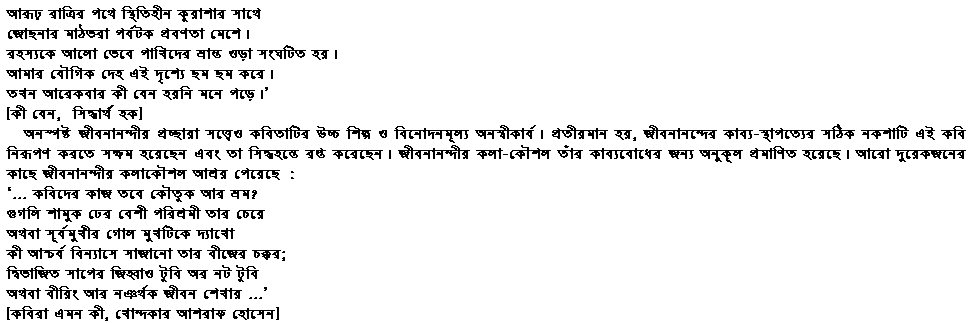 আরূঢ় রাত্রির পথে স্থিতিহীন কুয়াশার সাথে
জোছনার মাঠভরা পর্যটক প্রবণতা মেশে।
রহস্যকে আলো ভেবে পাখিদের ভ্রান্ত ওড়া সংঘটিত হয়।
আমার যৌগিক দেহ এই দৃশ্যে ছম ছম করে।
তখন আরেকবার কী যেন হয়নি মনে পড়ে।’
[কী যেন, সিদ্ধার্থ হক]
অনস্পষ্ট জীবনানন্দীয় প্রচ্ছায়া সত্ত্বেও কবিতাটির উচ্চ শিল্প ও বিনোদনমূল্য অনস্বীকার্য। প্রতীয়মান হয়, জীবনানন্দের কাব্য-স্থাপত্যের সঠিক নকশাটি এই কবি
নিরূপণ করতে সক্ষম হয়েছেন এবং তা সিদ্ধহস্তে রপ্ত করেছেন। জীবনানন্দীয় কলা-কৌশল তাঁর কাব্যবোধের জন্য অনুকূল প্রমাণিত হয়েছে। আরো দুয়েকজনের
কাছে জীবনানন্দীয় কলাকৌশল আশ্রয় পেয়েছে :
‘... কবিদের কাজ তবে কৌতুক আর শ্রম?
গুগলি শামুক ঢের বেশী পরিশ্রমী তার চেয়ে
অথবা সূর্যমুখীর গোল মুখটিকে দ্যাখো
কী আশ্চর্য বিন্যাসে সাজানো তার বীজের চক্কর;
দ্বিভাজিত সাপের জিহ্বাও টুবি অর নট টুবি
অথবা বীয়িং আর নঞর্থক জীবন শেখায় ...’
[কবিরা এমন কী, খোন্দকার আশরাফ হোসেন]